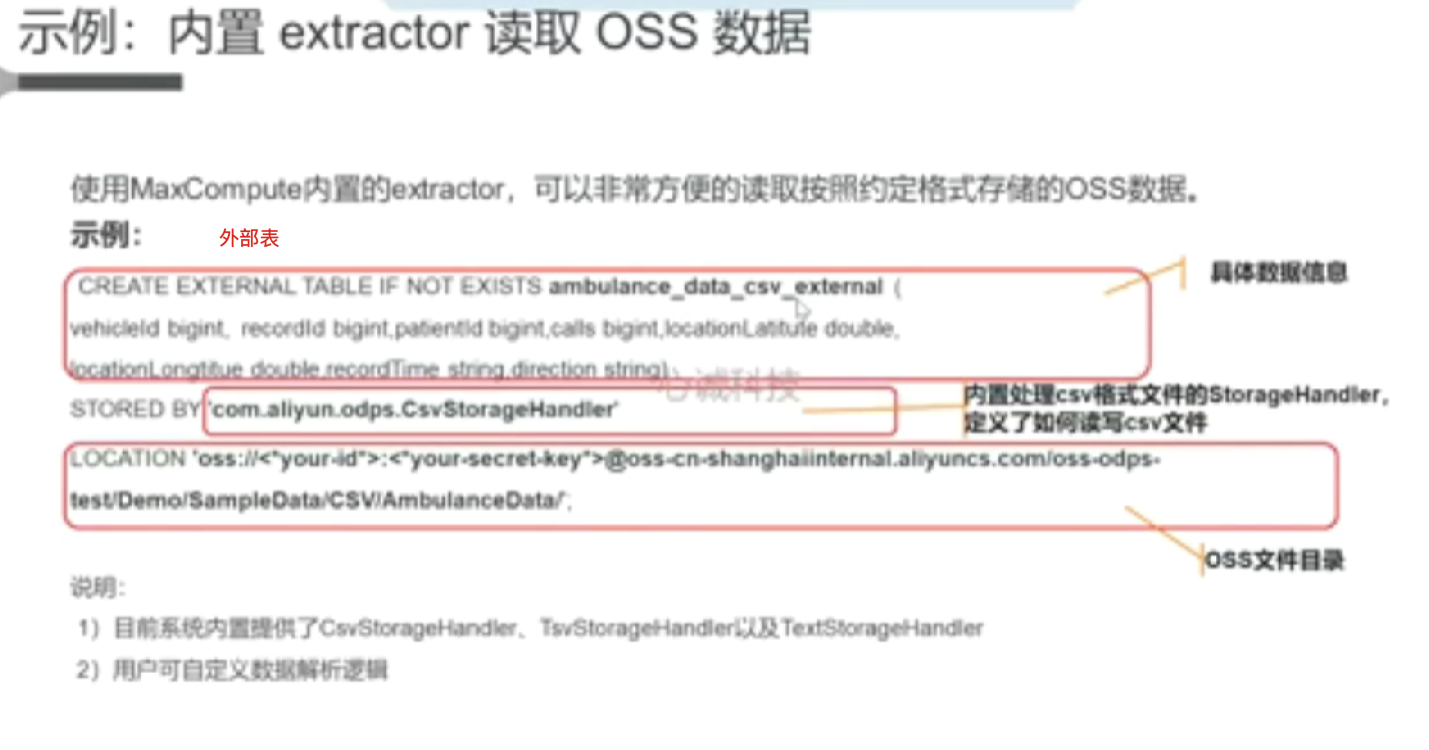 示例：内置 extractor 读取 OSS 数据
使用MaxCompute内置的extractor，可以非常方便的读取按照约定格式存储的OSS数据。
示例：
外部表
CREATE EXTERNAL TABLE IF NOT EXISTS ambulance_data_csv_external (
具体数据信息
vehicleId bigint, recordId bigint,patientId bigint,calls bigint,locationLatitute double,
locationLongtitue double,recordTime string,direction string)
心诚科技
STORED BY 'com.aliyun.odps.CsvStorageHandler'
内置处理csv格式文件的StorageHandler，
定义了如何读写csv文件
LOCATION 'oss://<*your-id*>:<*your-secret-key*>@oss-cn-shanghaiinternal.aliyuncs.com/oss-odps-
test/Demo/SampleData/CSV/AmbulanceData/';
OSS文件目录
说明：
1）目前系统内置提供了CsvStorageHandler、TsvStorageHandler以及TextStorageHandler
2）用户可自定义数据解析逻辑